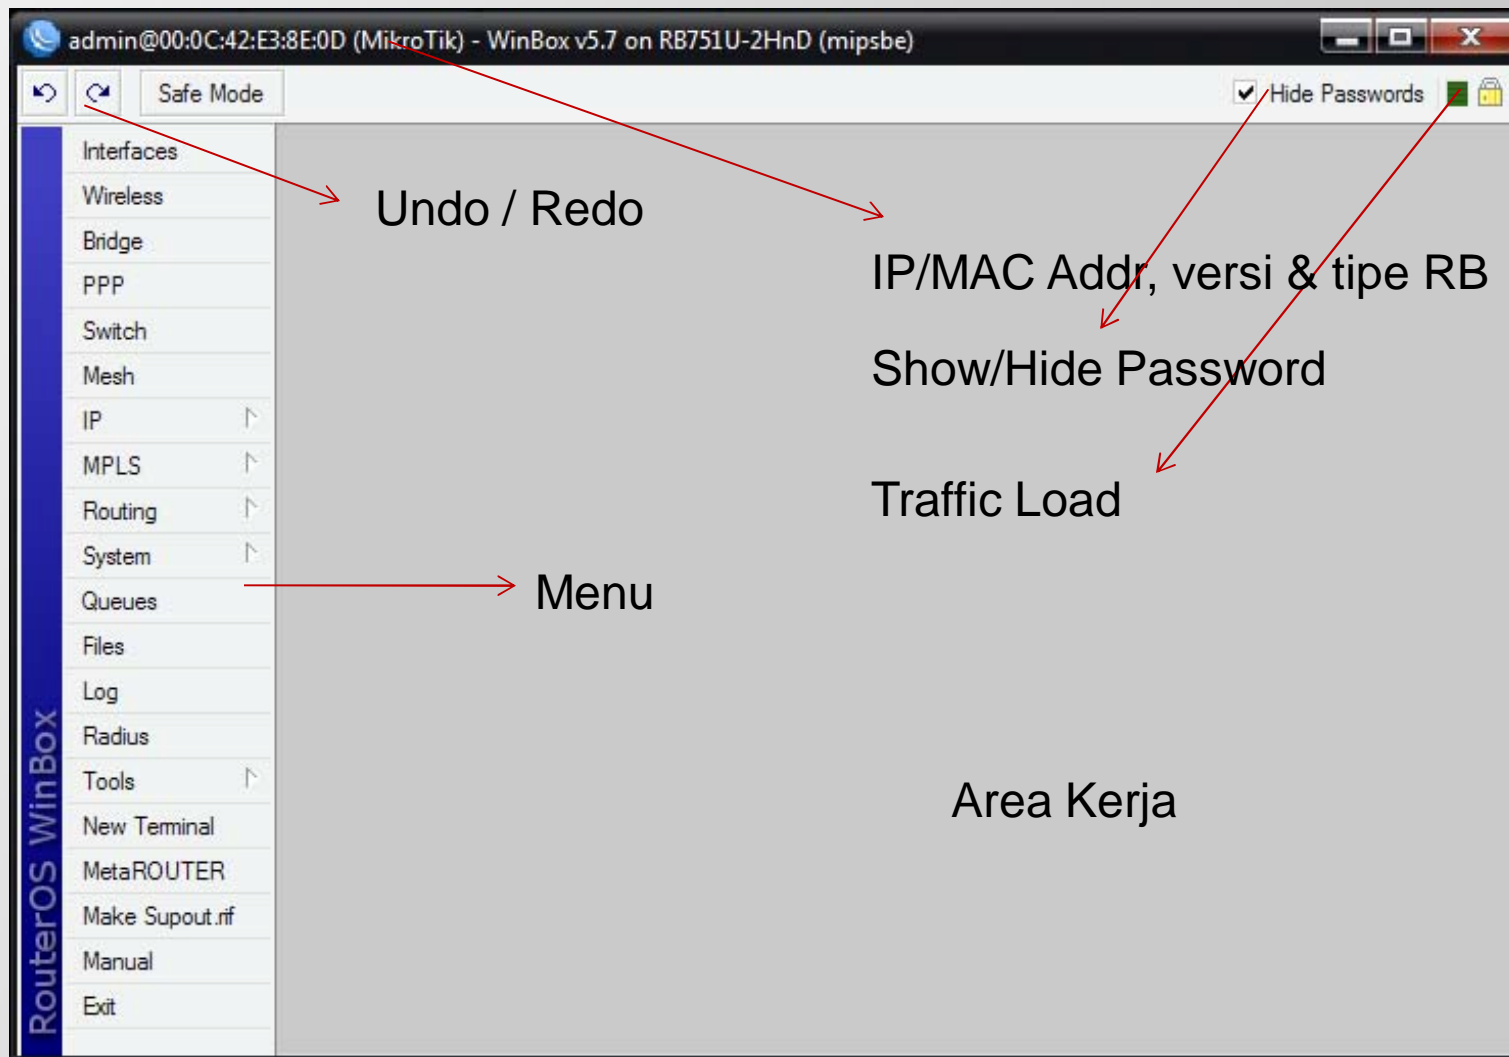 admin@00:0C:42:E3:8E:0D (MikroTik) - WinBox v5.7 on RB751U-2HnD (mipsbe)
Safe Mode
Hide Passwords
Interfaces
Wireless
Bridge
PPP
Switch
Mesh
IP
MPLS
Routing
System
Queues
Files
Log
Radius
Tools
New Terminal
MetaROUTER
Make Supout.rif
Manual
Exit
RouterOS WinBox
Undo / Redo
IP/MAC Addr, versi & tipe RB
Show/Hide Password
Traffic Load
Menu
Area Kerja